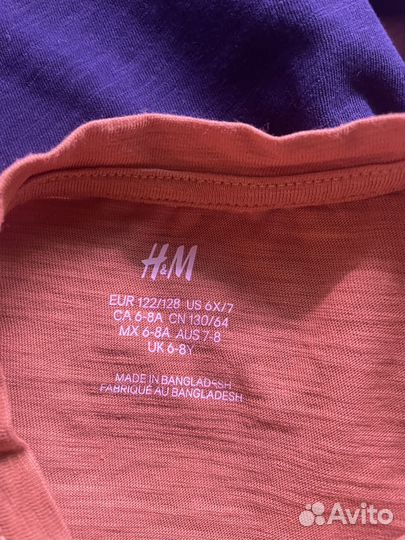 H&M
EUR 122/128 US 6X/7
CA 6-8A CN 130/64
MX 6-8A AUS 7-8
UK 6-8Y
MADE IN BANGLADESH
FABRIQUÉ AU BANGLADESH
Avito